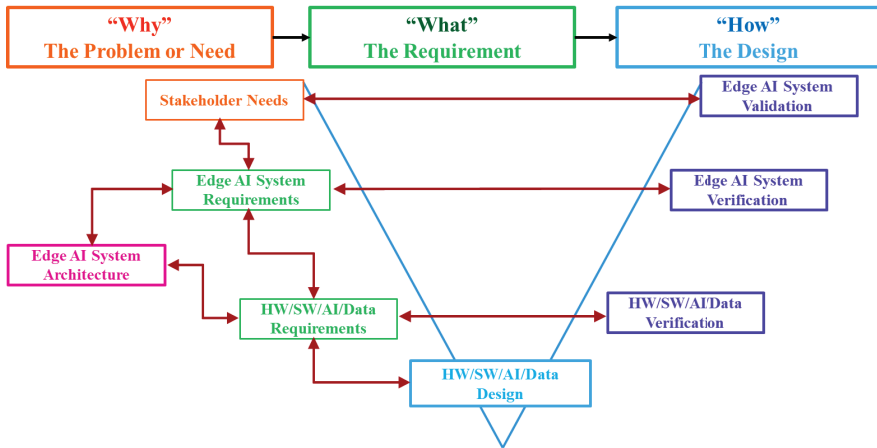 “Why”
The Problem or Need
“What”
The Requirement
“How”
The Design
Stakeholder Needs
Edge AI System
Validation
Edge AI System
Requirements
Edge AI System
Verification
Edge AI System
Architecture
HW/SW/AI/Data
Requirements
HW/SW/AI/Data
Verification
HW/SW/AI/Data
Design